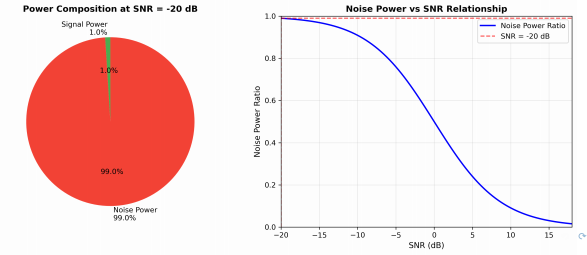 Power Composition at SNR = -20 dB
Signal Power
1.0%
1.0%
99.0%
Noise Power
99.0%
Noise Power vs SNR Relationship
Noise Power Ratio
SNR = -20 dB
1.0
0.8
0.6
0.4
0.2
0.0
Noise Power Ratio
−20
−15
−10
−5
0
5
10
15
SNR (dB)